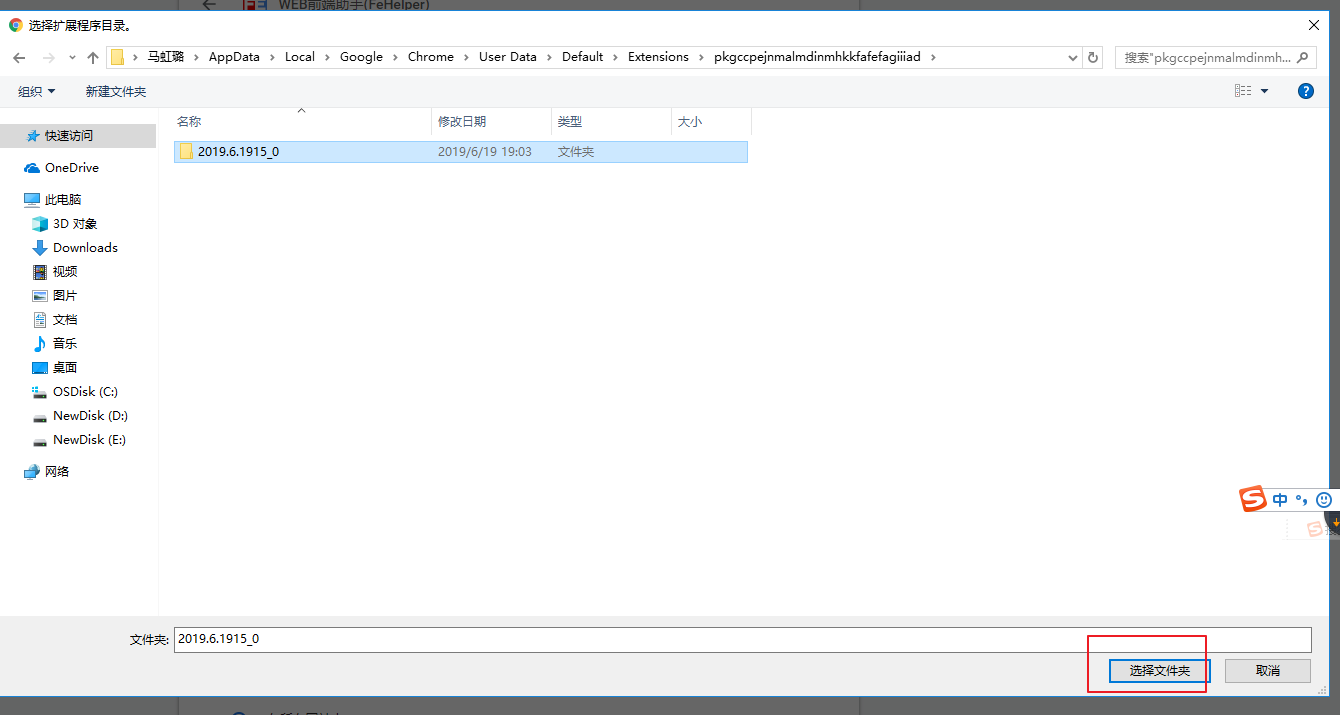 WEB前端助手(FeHelper)
选择扩展程序目录。
马虹璐 AppData Local Google Chrome User Data Default Extensions pkgccpejnmalmdinmhkkfafefagiiiad
搜索"pkgccpejnmalmdinmh...
组织 新建文件夹
名称 修改日期 类型 大小
2019.6.1915_0 2019/6/19 19:03 文件夹
快速访问
OneDrive
此电脑
3D 对象
Downloads
视频
图片
文档
音乐
桌面
OSDisk (C:)
NewDisk (D:)
NewDisk (E:)
网络
中
文件夹: 2019.6.1915_0
选择文件夹 取消